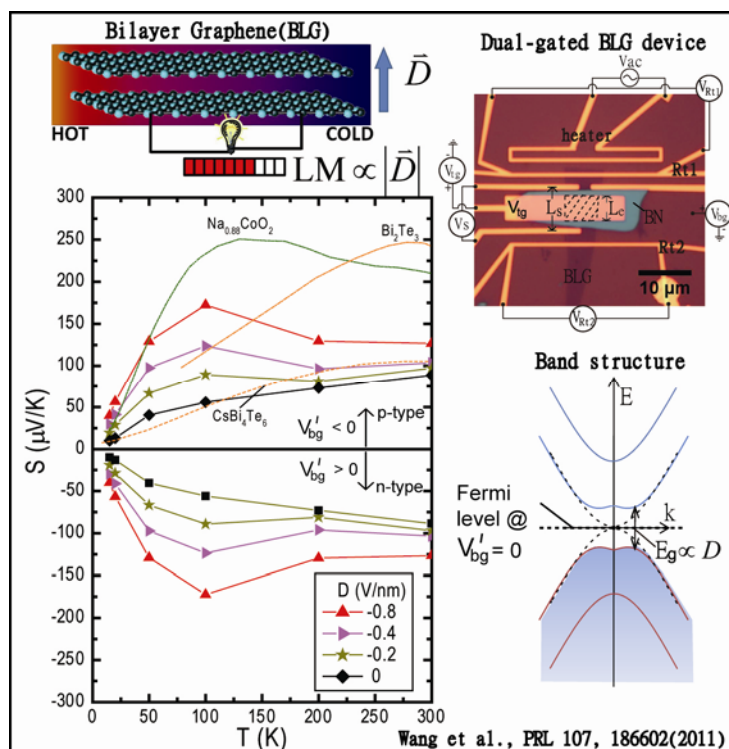 Bilayer Graphene(BLG)
D
HOT
COLD
LM ∝ |D|
Dual-gated BLG device
Vac
VRt1
heater
Rt1
Vtg
Vtg
Ls
Lc
BN
Vbg
VS
Rt2
BLG
10 μm
VRt2
S (μV/K)
300
250
200
150
100
50
0
-50
-100
-150
-200
-250
-300
Na0.88CoO2
Bi2Te3
CsBi4Te6
Vbg' < 0
p-type
Vbg' > 0
n-type
D (V/nm)
-0.8
-0.4
-0.2
0
0 50 100 150 200 250 300
T (K)
Band structure
E
k
Fermi
level @
Vbg' = 0
Eg ∝ D
Wang et al., PRL 107, 186602(2011)